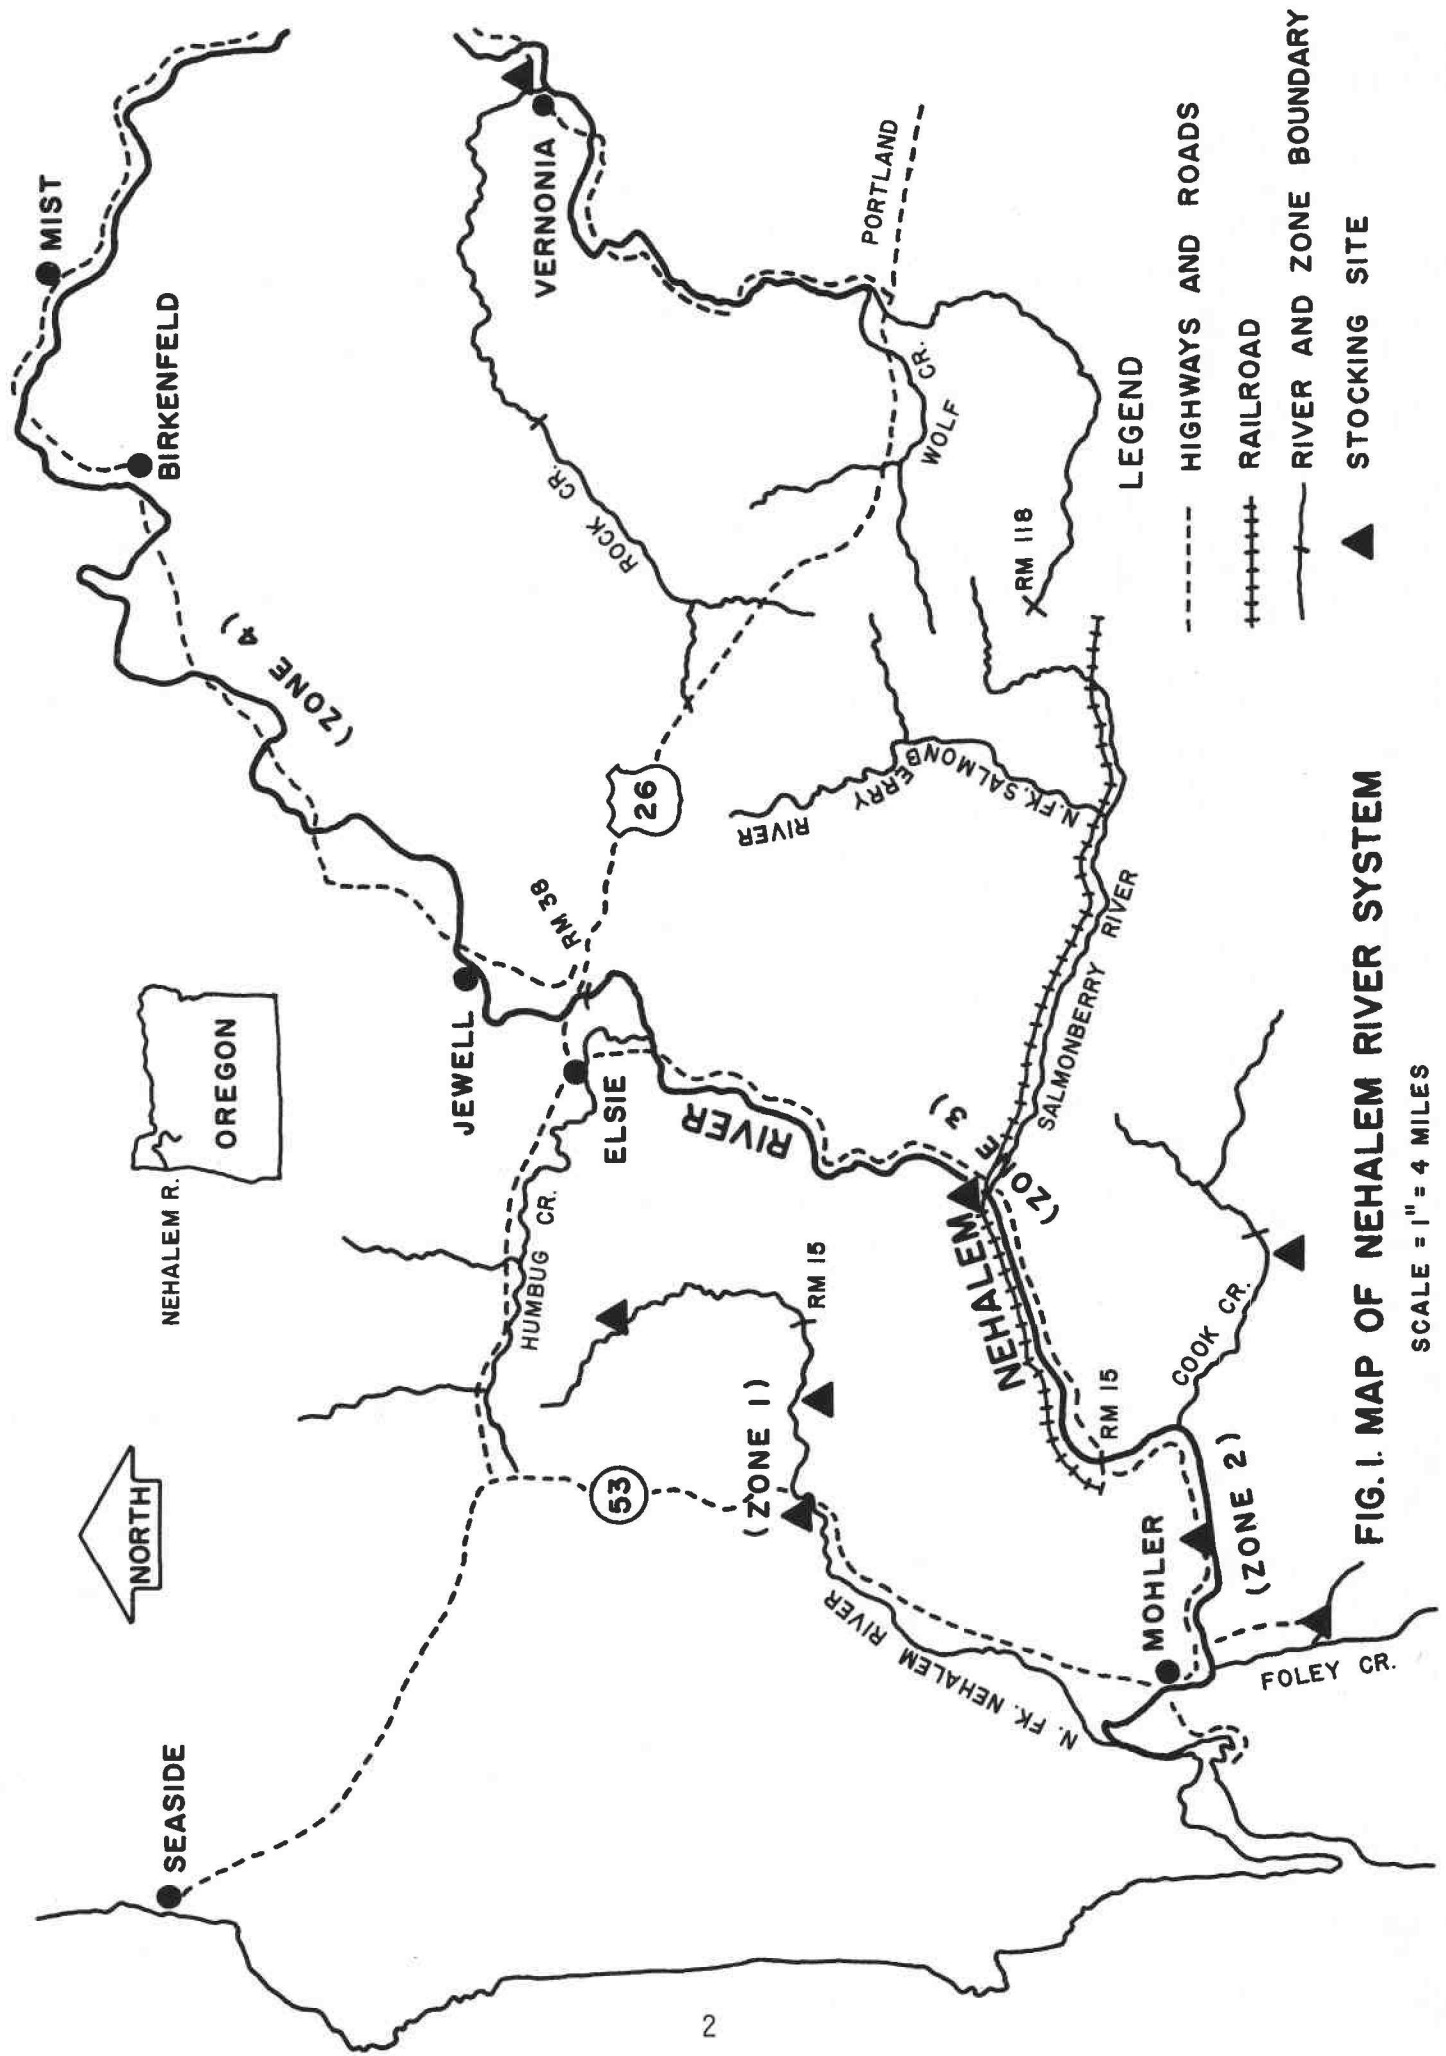 SEASIDE
NORTH
NEHALEM R.
OREGON
MIST
BIRKENFELD
(ZONE 4)
JEWELL
RM 38
ELSIE
HUMBUG CR.
26
53
ROCK CR.
VERNONIA
PORTLAND
WOLF CR.
RM 118
N. FK. SALMONBERRY RIVER
SALMONBERRY RIVER
NEHALEM RIVER
(ZONE 3)
RM 15
(ZONE 1)
N. FK. NEHALEM RIVER
RM 15
COOK CR.
MOHLER
(ZONE 2)
FOLEY CR.
LEGEND
HIGHWAYS AND ROADS
RAILROAD
RIVER AND ZONE BOUNDARY
STOCKING SITE
FIG. 1. MAP OF NEHALEM RIVER SYSTEM
SCALE = 1" = 4 MILES
2